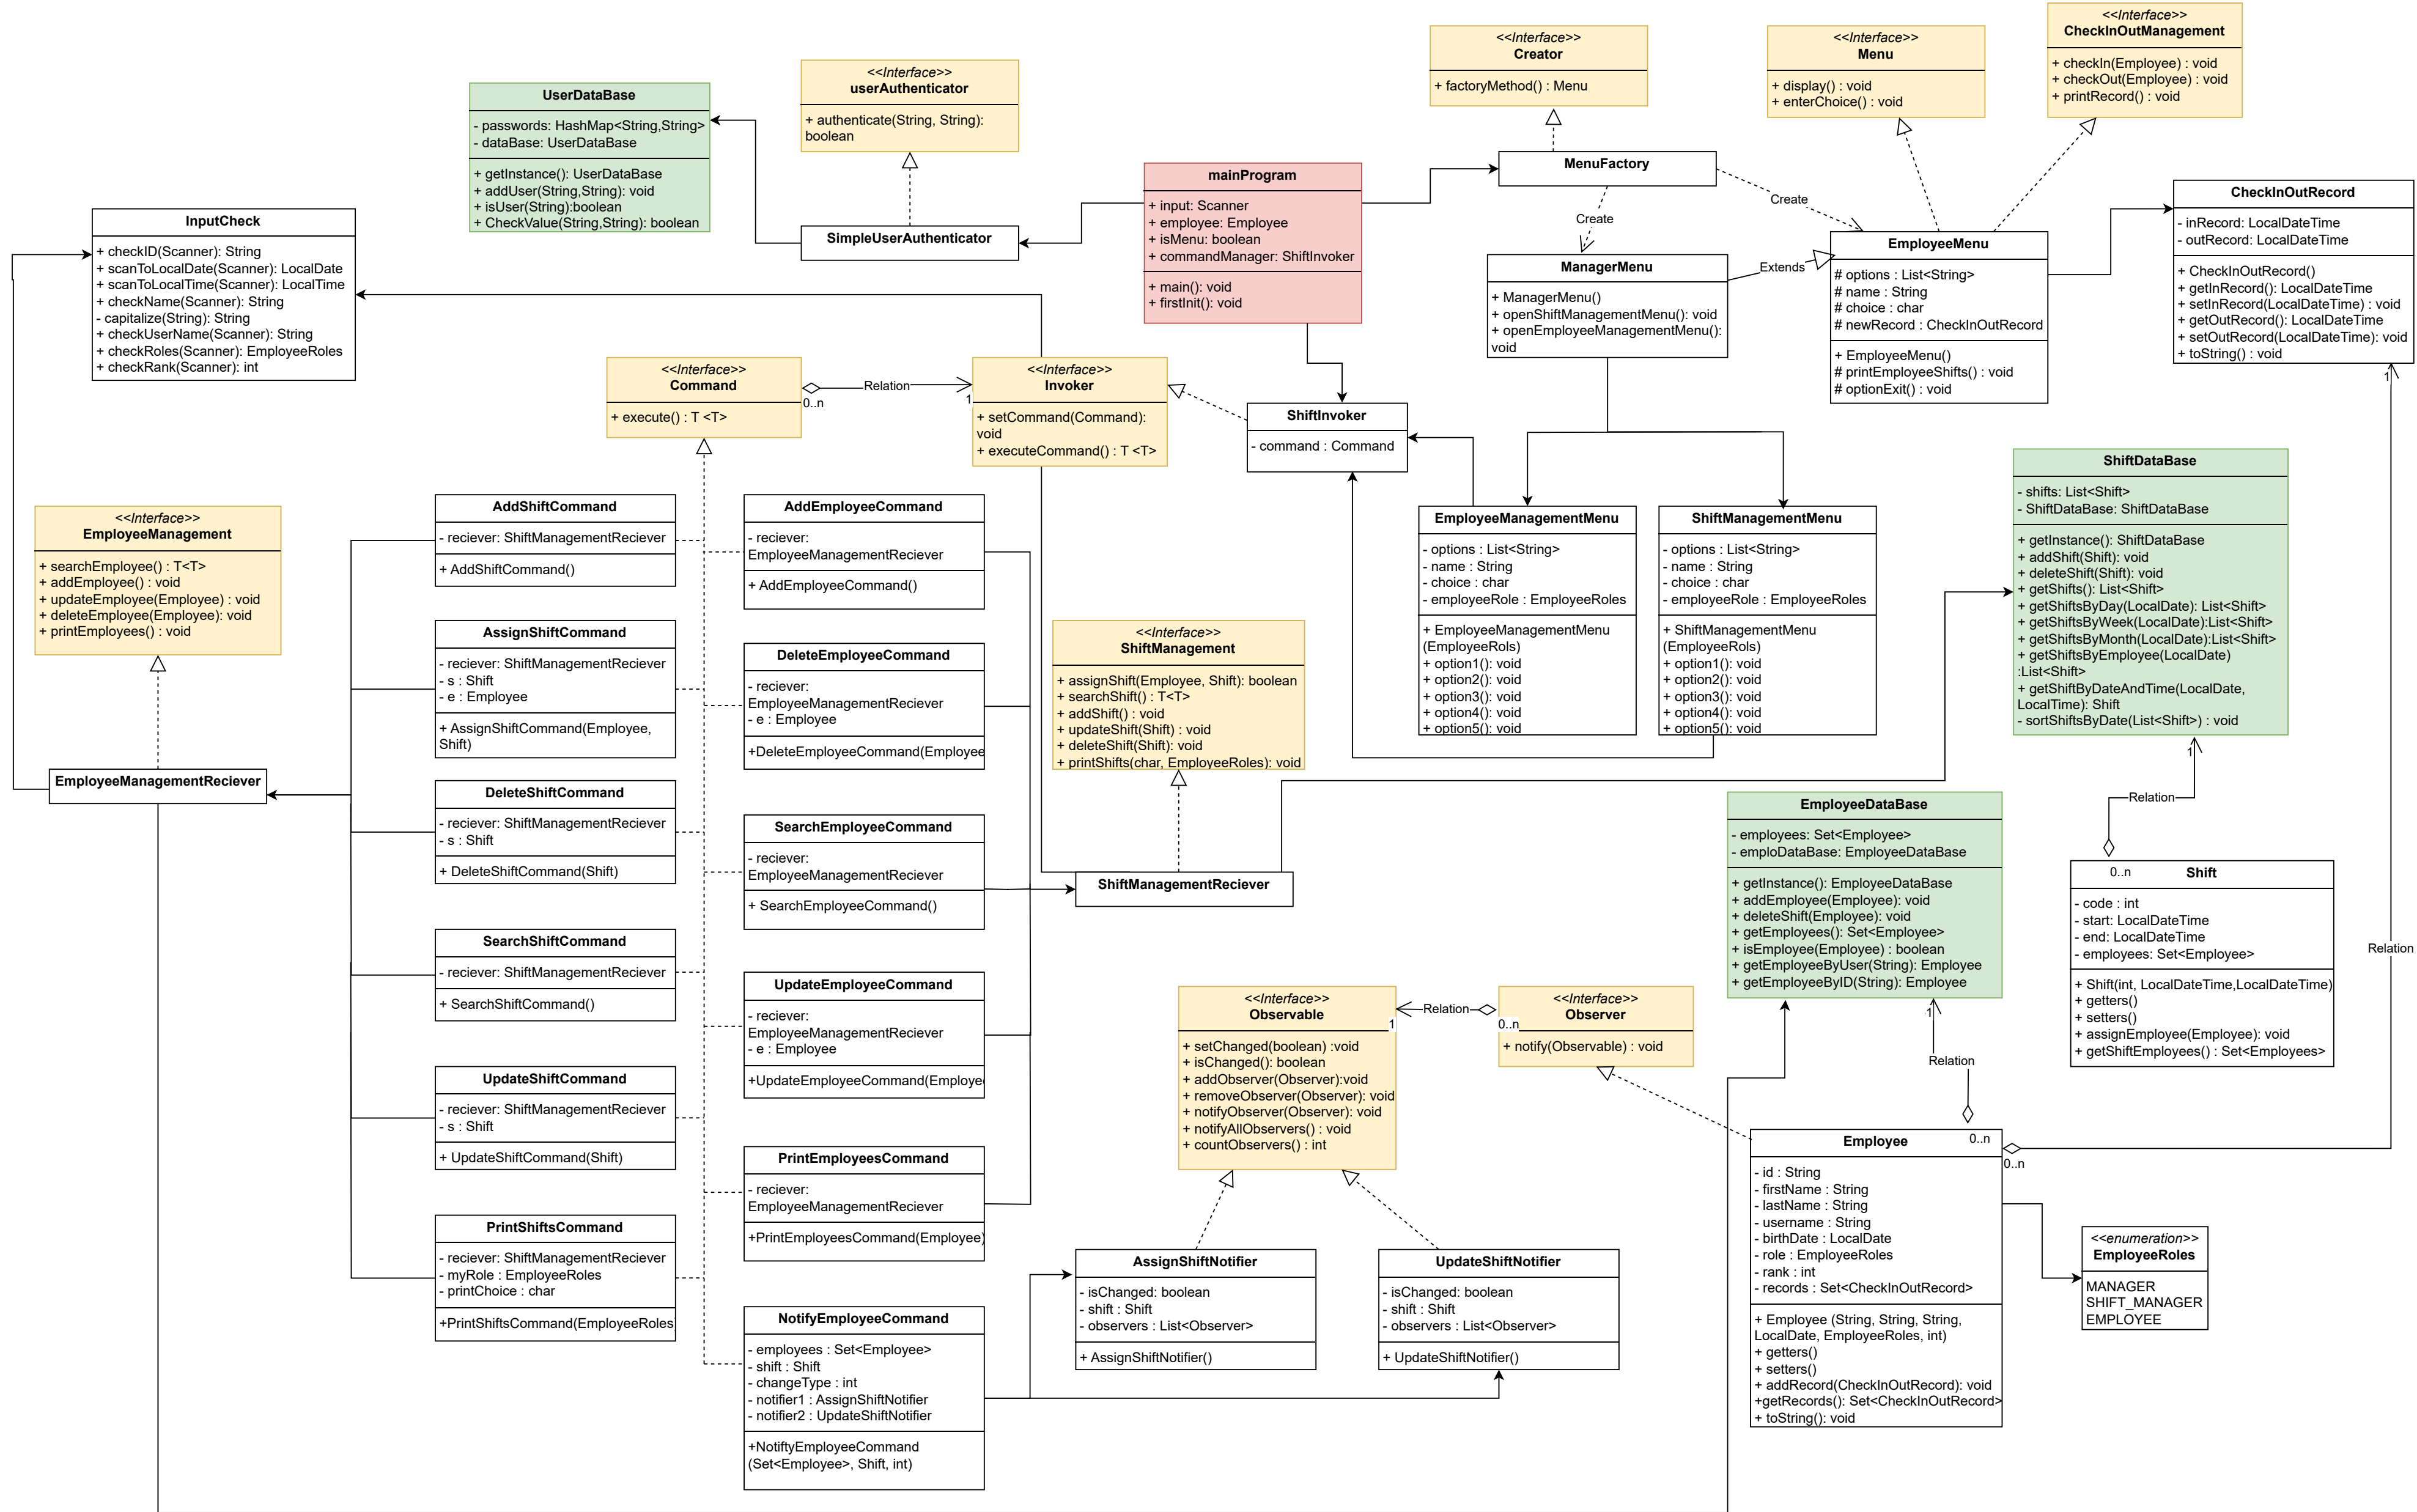 <<Interface>>
Creator
+ factoryMethod() : Menu
<<Interface>>
Menu
+ display() : void
+ enterChoice() : void
<<Interface>>
CheckInOutManagement
+ checkIn(Employee) : void
+ checkOut(Employee) : void
+ printRecord() : void
UserDataBase
- passwords: HashMap<String,String>
- dataBase: UserDataBase
+ getInstance(): UserDataBase
+ addUser(String,String): void
+ isUser(String):boolean
+ CheckValue(String,String): boolean
<<Interface>>
userAuthenticator
+ authenticate(String, String):
boolean
SimpleUserAuthenticator
mainProgram
+ input: Scanner
+ employee: Employee
+ isMenu: boolean
+ commandManager: ShiftInvoker
+ main(): void
+ firstInit(): void
MenuFactory
Create
Create
ManagerMenu
+ ManagerMenu()
+ openShiftManagementMenu(): void
+ openEmployeeManagementMenu():
void
Extends
EmployeeMenu
# options : List<String>
# name : String
# choice : char
# newRecord : CheckInOutRecord
+ EmployeeMenu()
# printEmployeeShifts() : void
# optionExit() : void
CheckInOutRecord
- inRecord: LocalDateTime
- outRecord: LocalDateTime
+ CheckInOutRecord()
+ getInRecord(): LocalDateTime
+ setInRecord(LocalDateTime) : void
+ getOutRecord(): LocalDateTime
+ setOutRecord(LocalDateTime): void
+ toString() : void
1
InputCheck
+ checkID(Scanner): String
+ scanToLocalDate(Scanner): LocalDate
+ scanToLocalTime(Scanner): LocalTime
+ checkName(Scanner): String
- capitalize(String): String
+ checkUserName(Scanner): String
+ checkRoles(Scanner): EmployeeRoles
+ checkRank(Scanner): int
<<Interface>>
Command
+ execute() : T <T>
0..n
Relation
1
<<Interface>>
Invoker
+ setCommand(Command):
void
+ executeCommand() : T <T>
ShiftInvoker
- command : Command
<<Interface>>
EmployeeManagement
+ searchEmployee() : T<T>
+ addEmployee() : void
+ updateEmployee(Employee) : void
+ deleteEmployee(Employee): void
+ printEmployees() : void
EmployeeManagementReciever
AddShiftCommand
- reciever: ShiftManagementReciever
+ AddShiftCommand()
AssignShiftCommand
- reciever: ShiftManagementReciever
- s : Shift
- e : Employee
+ AssignShiftCommand(Employee,
Shift)
DeleteShiftCommand
- reciever: ShiftManagementReciever
- s : Shift
+ DeleteShiftCommand(Shift)
SearchShiftCommand
- reciever: ShiftManagementReciever
+ SearchShiftCommand()
UpdateShiftCommand
- reciever: ShiftManagementReciever
- s : Shift
+ UpdateShiftCommand(Shift)
PrintShiftsCommand
- reciever: ShiftManagementReciever
- myRole : EmployeeRoles
- printChoice : char
+PrintShiftsCommand(EmployeeRoles
AddEmployeeCommand
- reciever:
EmployeeManagementReciever
+ AddEmployeeCommand()
DeleteEmployeeCommand
- reciever:
EmployeeManagementReciever
- e : Employee
+DeleteEmployeeCommand(Employee
SearchEmployeeCommand
- reciever:
EmployeeManagementReciever
+ SearchEmployeeCommand()
UpdateEmployeeCommand
- reciever:
EmployeeManagementReciever
- e : Employee
+UpdateEmployeeCommand(Employe
PrintEmployeesCommand
- reciever:
EmployeeManagementReciever
+PrintEmployeesCommand(Employee)
NotifyEmployeeCommand
- employees : Set<Employee>
- shift : Shift
- changeType : int
- notifier1 : AssignShiftNotifier
- notifier2 : UpdateShiftNotifier
+NotiftyEmployeeCommand
(Set<Employee>, Shift, int)
<<Interface>>
ShiftManagement
+ assignShift(Employee, Shift): boolean
+ searchShift() : T<T>
+ addShift() : void
+ updateShift(Shift) : void
+ deleteShift(Shift): void
+ printShifts(char, EmployeeRoles): void
ShiftManagementReciever
EmployeeManagementMenu
- options : List<String>
- name : String
- choice : char
- employeeRole : EmployeeRoles
+ EmployeeManagementMenu
(EmployeeRols)
+ option1(): void
+ option2(): void
+ option3(): void
+ option4(): void
+ option5(): void
ShiftManagementMenu
- options : List<String>
- name : String
- choice : char
- employeeRole : EmployeeRoles
+ ShiftManagementMenu
(EmployeeRols)
+ option1(): void
+ option2(): void
+ option3(): void
+ option4(): void
+ option5(): void
ShiftDataBase
- shifts: List<Shift>
- ShiftDataBase: ShiftDataBase
+ getInstance(): ShiftDataBase
+ addShift(Shift): void
+ deleteShift(Shift): void
+ getShifts(): List<Shift>
+ getShiftsByDay(LocalDate): List<Shift>
+ getShiftsByWeek(LocalDate):List<Shift>
+ getShiftsByMonth(LocalDate):List<Shift>
+ getShiftsByEmployee(LocalDate)
:List<Shift>
+ getShiftByDateAndTime(LocalDate,
LocalTime): Shift
- sortShiftsByDate(List<Shift>) : void
1
Relation
0..n
Shift
- code : int
- start: LocalDateTime
- end: LocalDateTime
- employees: Set<Employee>
+ Shift(int, LocalDateTime,LocalDateTime)
+ getters()
+ setters()
+ assignEmployee(Employee): void
+ getShiftEmployees() : Set<Employees>
Relation
EmployeeDataBase
- employees: Set<Employee>
- emploDataBase: EmployeeDataBase
+ getInstance(): EmployeeDataBase
+ addEmployee(Employee): void
+ deleteShift(Employee): void
+ getEmployees(): Set<Employee>
+ isEmployee(Employee) : boolean
+ getEmployeeByUser(String): Employee
+ getEmployeeByID(String): Employee
1
Relation
0..n
<<Interface>>
Observable
+ setChanged(boolean) :void
+ isChanged(): boolean
+ addObserver(Observer):void
+ removeObserver(Observer): void
+ notifyObserver(Observer): void
+ notifyAllObservers() : void
+ countObservers() : int
1
Relation
0..n
<<Interface>>
Observer
+ notify(Observable) : void
AssignShiftNotifier
- isChanged: boolean
- shift : Shift
- observers : List<Observer>
+ AssignShiftNotifier()
UpdateShiftNotifier
- isChanged: boolean
- shift : Shift
- observers : List<Observer>
+ UpdateShiftNotifier()
Employee
0..n
- id : String
- firstName : String
- lastName : String
- username : String
- birthDate : LocalDate
- role : EmployeeRoles
- rank : int
- records : Set<CheckInOutRecord>
+ Employee (String, String, String,
LocalDate, EmployeeRoles, int)
+ getters()
+ setters()
+ addRecord(CheckInOutRecord): void
+getRecords(): Set<CheckInOutRecord>
+ toString(): void
<<enumeration>>
EmployeeRoles
MANAGER
SHIFT_MANAGER
EMPLOYEE